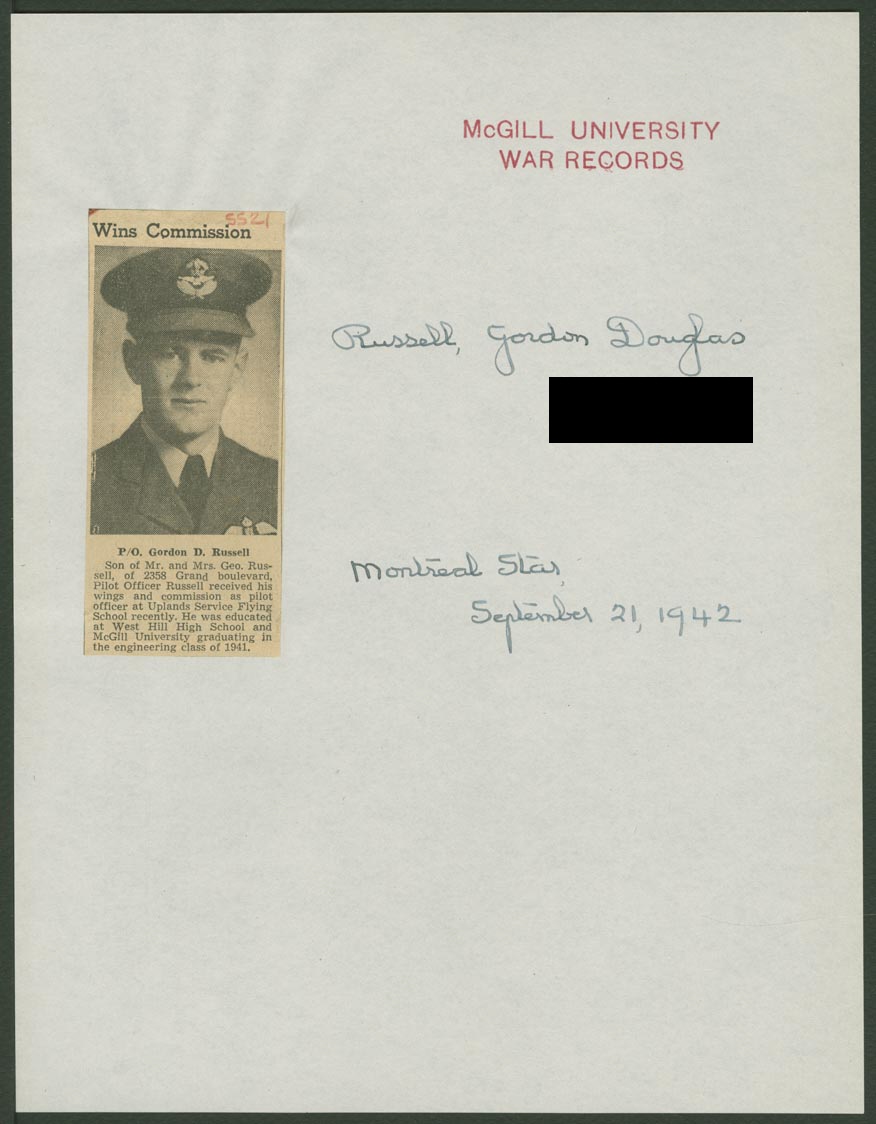 McGILL UNIVERSITY
WAR RECORDS
SS21
Wins Commission
Russell, Gordon Douglas
P/O. Gordon D. Russell
Son of Mr. and Mrs. Geo. Rus-
sell, of 2358 Grand boulevard,
Pilot Officer Russell received his
wings and commission as pilot
officer at Uplands Service Flying
School recently. He was educated
at West Hill High School and
McGill University graduating in
the engineering class of 1941.
Montreal Star,
September 21, 1942